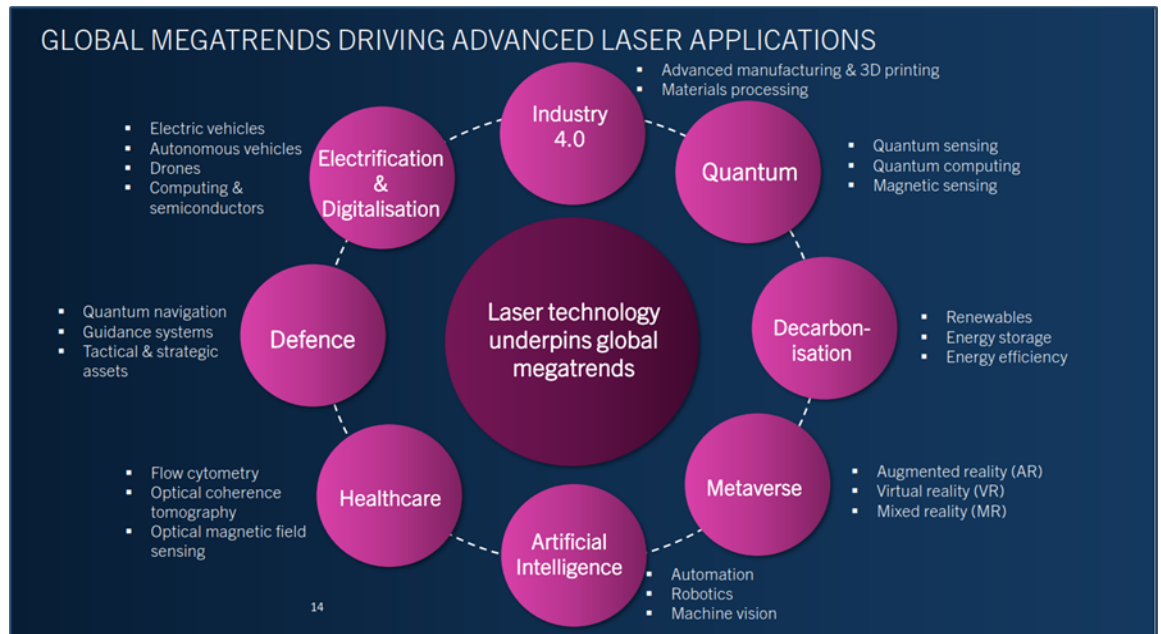 GLOBAL MEGATRENDS DRIVING ADVANCED LASER APPLICATIONS
Industry
4.0
▪ Advanced manufacturing & 3D printing
▪ Materials processing
Quantum
▪ Quantum sensing
▪ Quantum computing
▪ Magnetic sensing
Decarbon-
isation
▪ Renewables
▪ Energy storage
▪ Energy efficiency
Metaverse
▪ Augmented reality (AR)
▪ Virtual reality (VR)
▪ Mixed reality (MR)
Artificial
Intelligence
▪ Automation
▪ Robotics
▪ Machine vision
Healthcare
▪ Flow cytometry
▪ Optical coherence
tomography
▪ Optical magnetic field
sensing
Defence
▪ Quantum navigation
▪ Guidance systems
▪ Tactical & strategic
assets
Electrification
&
Digitalisation
▪ Electric vehicles
▪ Autonomous vehicles
▪ Drones
▪ Computing &
semiconductors
Laser technology
underpins global
megatrends
14